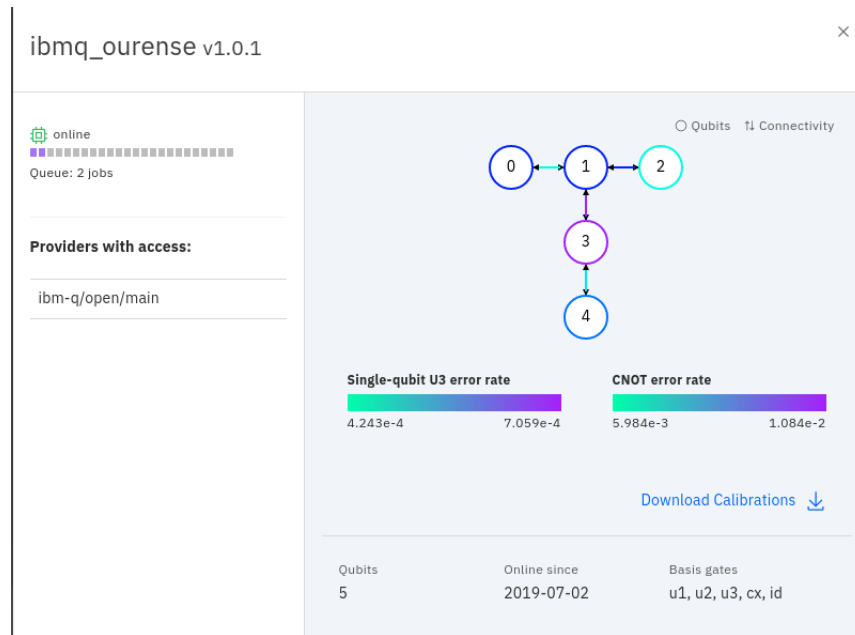 ibmq_ourense v1.0.1
×
online
Queue: 2 jobs
Providers with access:
ibm-q/open/main
Qubits Connectivity
0 1 2
3
4
Single-qubit U3 error rate CNOT error rate
4.243e-4 7.059e-4 5.984e-3 1.084e-2
Download Calibrations
Qubits Online since Basis gates
5 2019-07-02 u1, u2, u3, cx, id